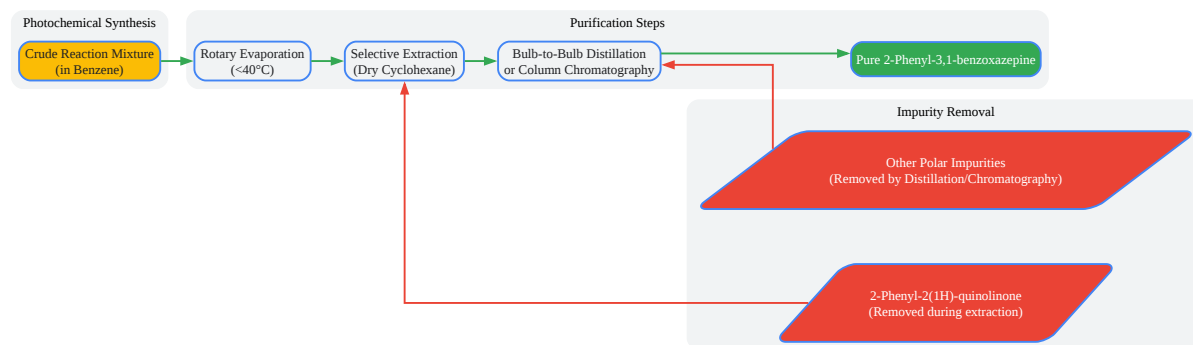 Photochemical Synthesis
Crude Reaction Mixture
(in Benzene)
Purification Steps
Rotary Evaporation
(<40°C)
Selective Extraction
(Dry Cyclohexane)
Bulb-to-Bulb Distillation
or Column Chromatography
Pure 2-Phenyl-3,1-benzoxazepine
Impurity Removal
Other Polar Impurities
(Removed by Distillation/Chromatography)
2-Phenyl-2(1H)-quinolinone
(Removed during extraction)